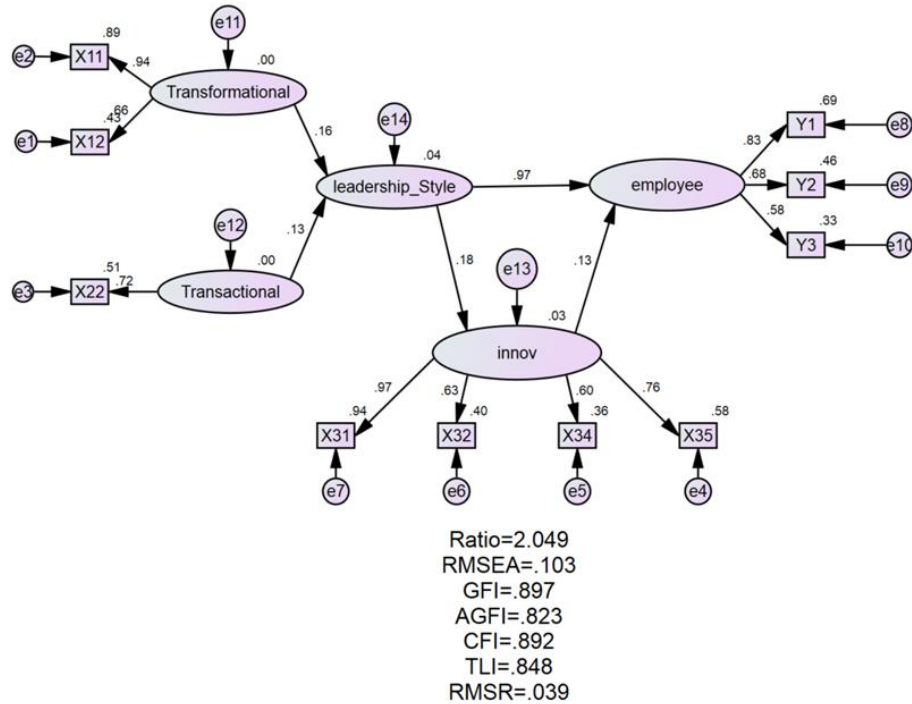 e11
.89
.00
e2
X11
.94
Transformational
.66
.43
e1
X12
.16
e14
.69
Y1
e8
.83
.04
leadership_Style
.97
employee
.46
.68
Y2
e9
e12
.13
.58
.33
Y3
e10
.00
.18
.13
e13
.51
.72
e3
X22
Transactional
.03
innov
.97
.63
.60
.76
.94
.40
.36
.58
X31
X32
X34
X35
e7
e6
e5
e4
Ratio=2.049
RMSEA=.103
GFI=.897
AGFI=.823
CFI=.892
TLI=.848
RMSR=.039